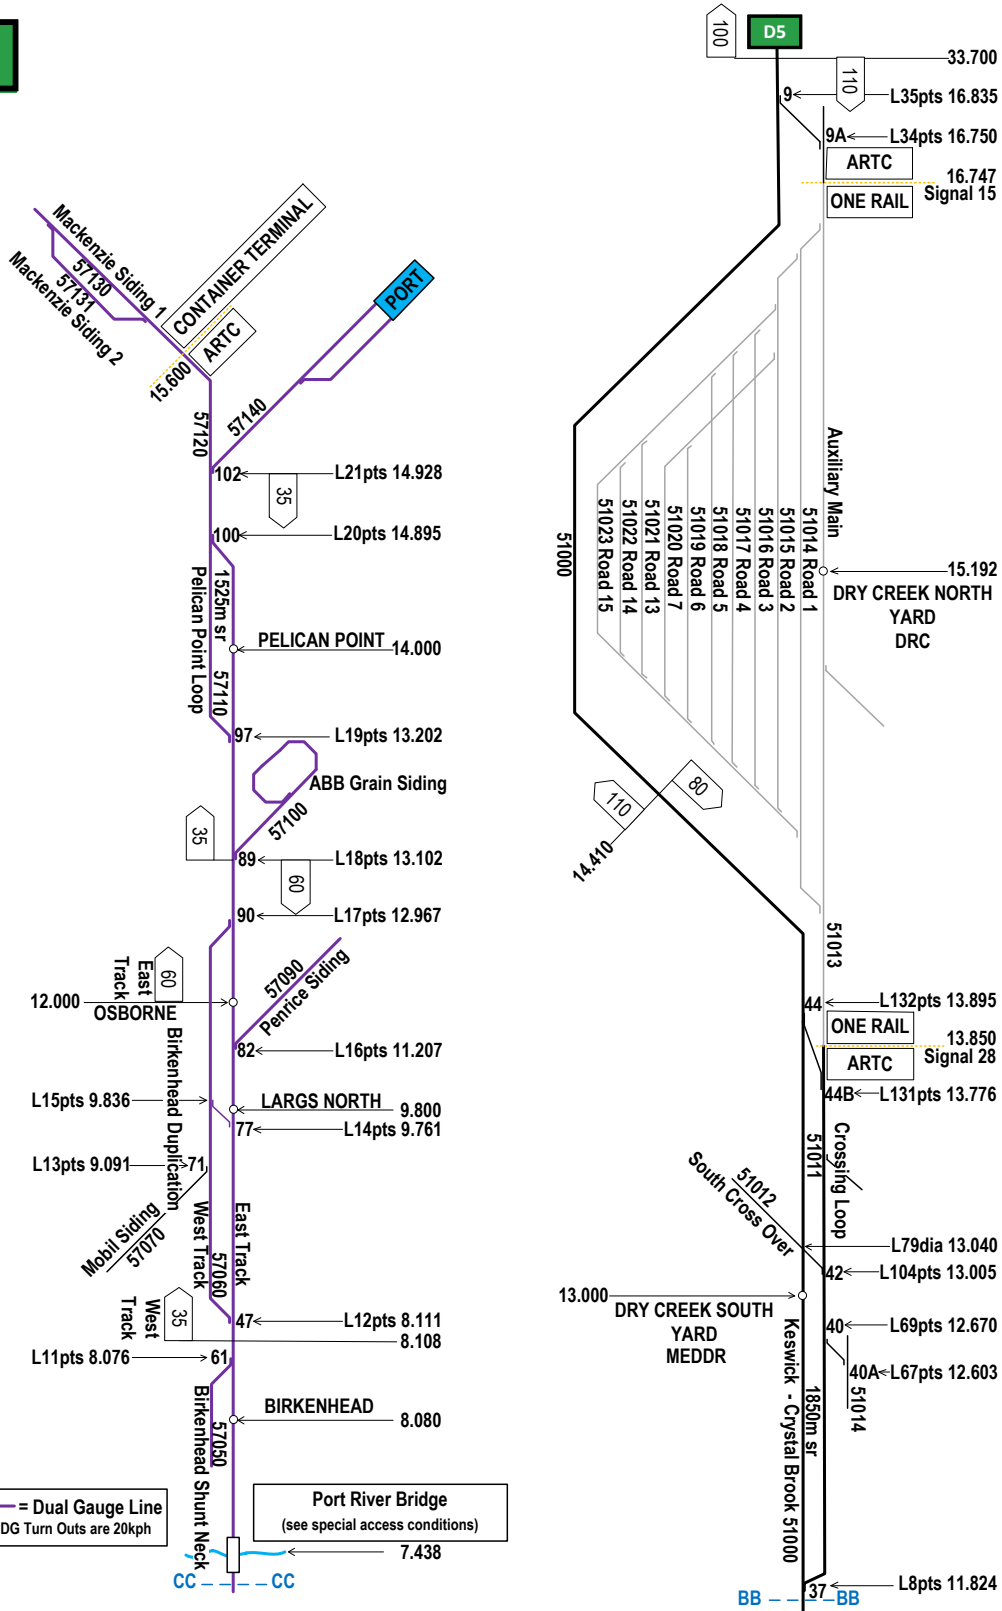 D5
100
33.700
110
9
L35pts 16.835
9A
L34pts 16.750
ARTC
16.747
Signal 15
ONE RAIL
Auxiliary Main
51014 Road 1
51015 Road 2
51016 Road 3
51017 Road 4
51018 Road 5
51019 Road 6
51020 Road 7
51021 Road 13
51022 Road 14
51023 Road 15
51000
15.192
DRY CREEK NORTH
YARD
DRC
110
80
14.410
51013
44
L132pts 13.895
ONE RAIL
13.850
Signal 28
ARTC
44B
L131pts 13.776
51011
Crossing Loop
51012
South Cross Over
L79dia 13.040
42
L104pts 13.005
13.000
DRY CREEK SOUTH
YARD
MEDDR
40
L69pts 12.670
40A
L67pts 12.603
51014
1850m sr
Keswick - Crystal Brook 51000
37
L8pts 11.824
BB
BB
Mackenzie Siding 1
57130
57131
Mackenzie Siding 2
CONTAINER TERMINAL
ARTC
15.600
PORT
57120
57140
102
L21pts 14.928
35
100
L20pts 14.895
1525m sr
Pelican Point Loop
PELICAN POINT
14.000
57110
97
L19pts 13.202
ABB Grain Siding
57100
35
89
L18pts 13.102
60
90
L17pts 12.967
57090
Penrice Siding
East
Track
60
12.000
OSBORNE
82
L16pts 11.207
Birkenhead Duplication
L15pts 9.836
LARGS NORTH
9.800
77
L14pts 9.761
L13pts 9.091
71
Mobil Siding
57070
West Track
57060
East Track
West
Track
35
47
L12pts 8.111
8.108
L11pts 8.076
61
BIRKENHEAD
8.080
57050
Birkenhead Shunt Neck
= Dual Gauge Line
DG Turn Outs are 20kph
Port River Bridge
(see special access conditions)
7.438
CC
CC